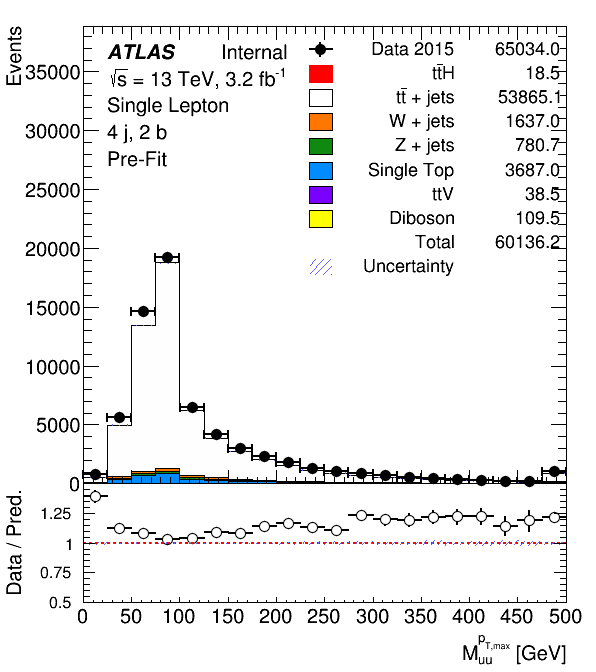 ATLAS Internal
√s = 13 TeV, 3.2 fb⁻¹
Single Lepton
4 j, 2 b
Pre-Fit
Data 2015 65034.0
tt̄H 18.5
tt̄ + jets 53865.1
W + jets 1637.0
Z + jets 780.7
Single Top 3687.0
ttV 38.5
Diboson 109.5
Total 60136.2
Uncertainty
Events
35000
30000
25000
20000
15000
10000
5000
0
Data / Pred.
1.25
1
0.75
0.5
0 50 100 150 200 250 300 350 400 450 500
M_uu^p_T,max [GeV]